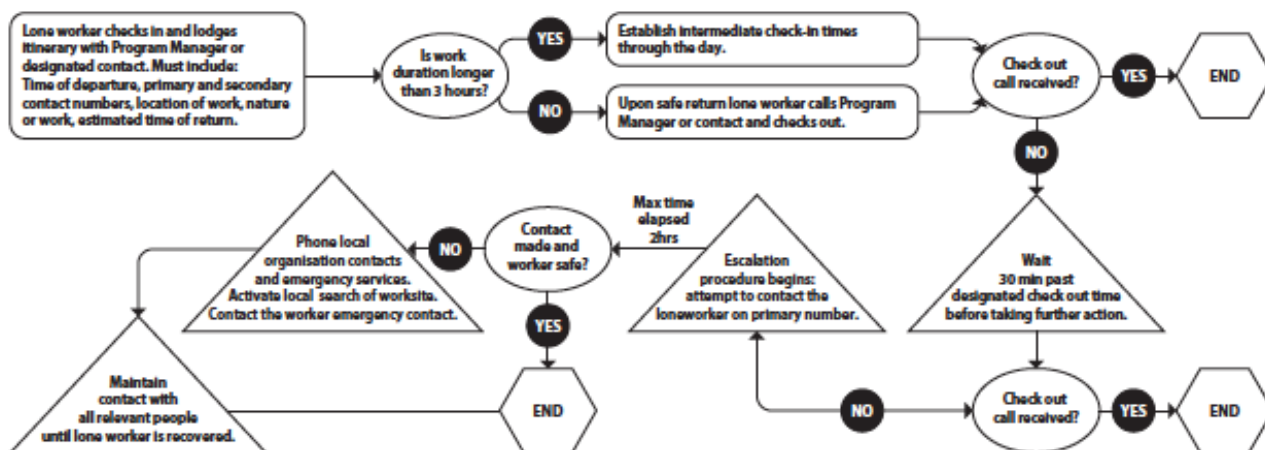 Lone worker checks in and lodges
itinerary with Program Manager or
designated contact. Must include:
Time of departure, primary and secondary
contact numbers, location of work, nature
or work, estimated time of return.
Is work
duration longer
than 3 hours?
YES
Establish intermediate check-in times
through the day.
NO
Upon safe return lone worker calls Program
Manager or contact and checks out.
Check out
call received?
YES
END
NO
Wait
30 min past
designated check out time
before taking further action.
Check out
call received?
YES
END
NO
Escalation
procedure begins:
attempt to contact the
loneworker on primary number.
Max time
elapsed
2hrs
Contact
made and
worker safe?
YES
END
NO
Phone local
organisation contacts
and emergency services.
Activate local search of worksite.
Contact the worker emergency contact.
Maintain
contact with
all relevant people
until lone worker is recovered.